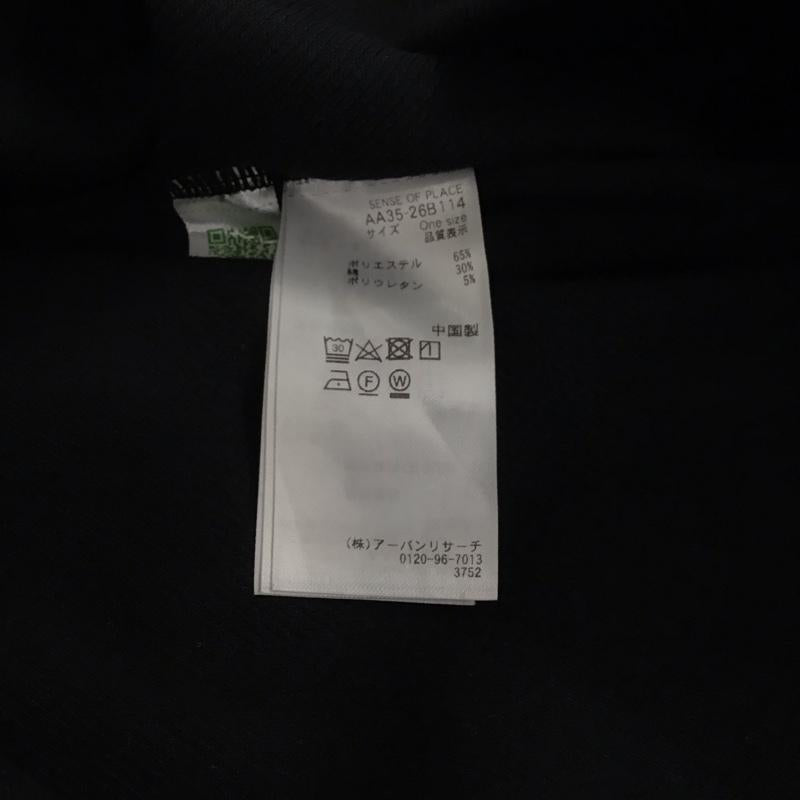 SENSE OF PLACE
AA35-26B114
サイズ One size
品質表示
ポリエステル 65%
綿 30%
ポリウレタン 5%
中国製
30
F W
(株)アーバンリサーチ
0120-96-7013
3752